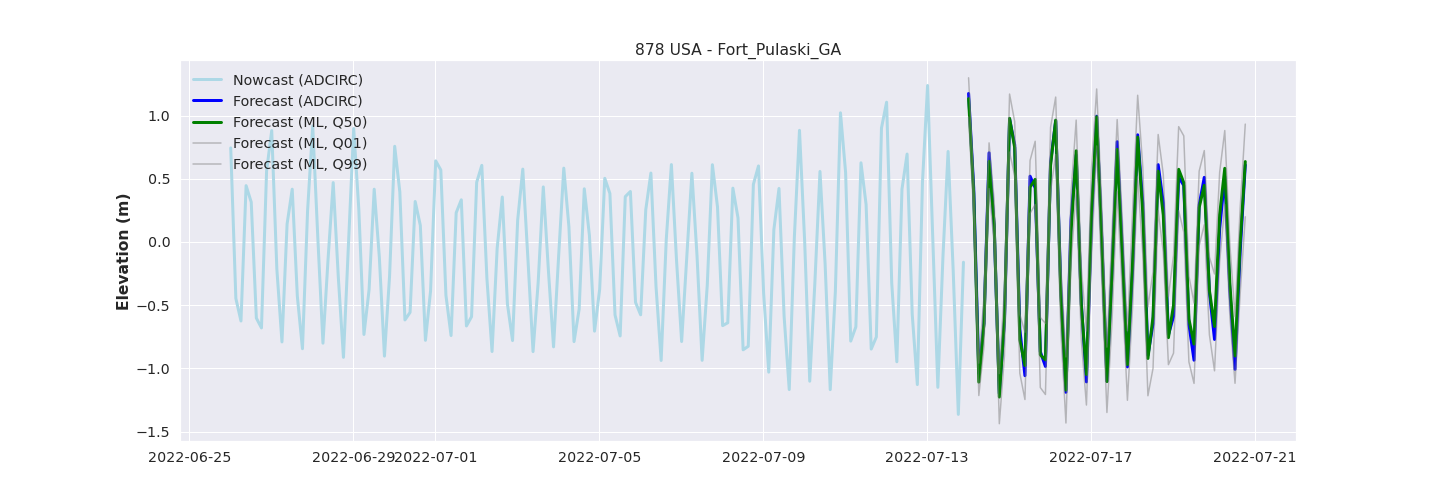 878 USA - Fort_Pulaski_GA
Nowcast (ADCIRC)
Forecast (ADCIRC)
Forecast (ML, Q50)
Forecast (ML, Q01)
Forecast (ML, Q99)
Elevation (m)
1.0
0.5
0.0
−0.5
−1.0
−1.5
2022-06-25
2022-06-29
2022-07-01
2022-07-05
2022-07-09
2022-07-13
2022-07-17
2022-07-21